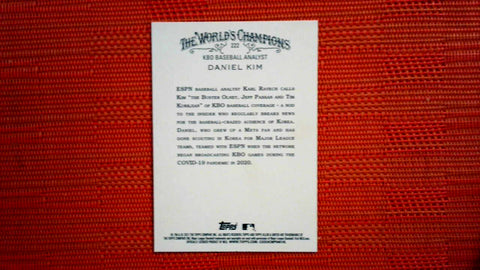 THE WORLD'S CHAMPIONS
222
KBO BASEBALL ANALYST
DANIEL KIM
ESPN BASEBALL ANALYST KARL RAVECH CALLS
KIM "THE BUSTER OLNEY, JEFF PASSAN AND TIM
KURKJIAN" OF KBO BASEBALL COVERAGE – A NOD
TO THE INSIDER WHO REGULARLY BREAKS NEWS
FOR THE BASEBALL-CRAZED AUDIENCE OF KOREA.
DANIEL, WHO GREW UP A METS FAN AND HAS
DONE SCOUTING IN KOREA FOR MAJOR LEAGUE
TEAMS, TEAMED WITH ESPN WHEN THE NETWORK
BEGAN BROADCASTING KBO GAMES DURING THE
COVID-19 PANDEMIC IN 2020.
Topps